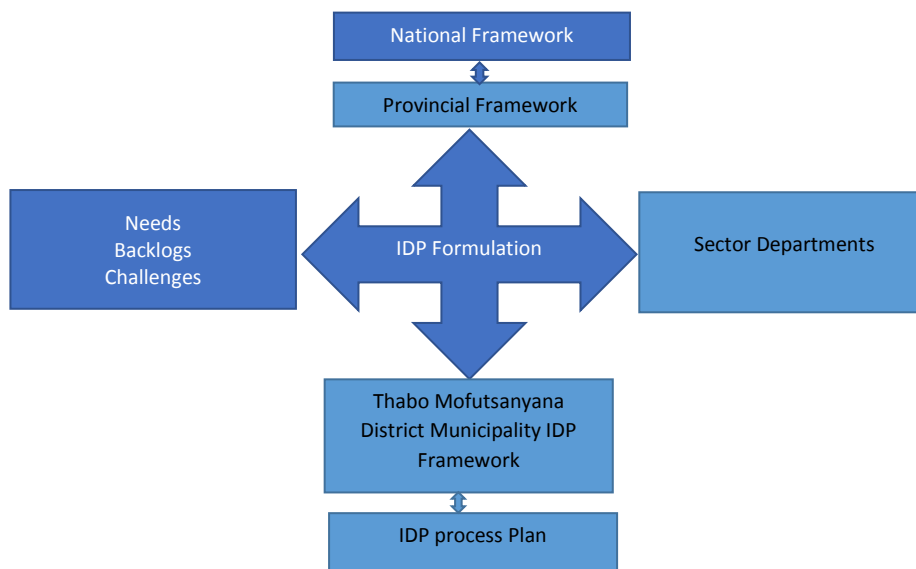 National Framework
Provincial Framework
Needs
Backlogs
Challenges
IDP Formulation
Sector Departments
Thabo Mofutsanyana
District Municipality IDP
Framework
IDP process Plan